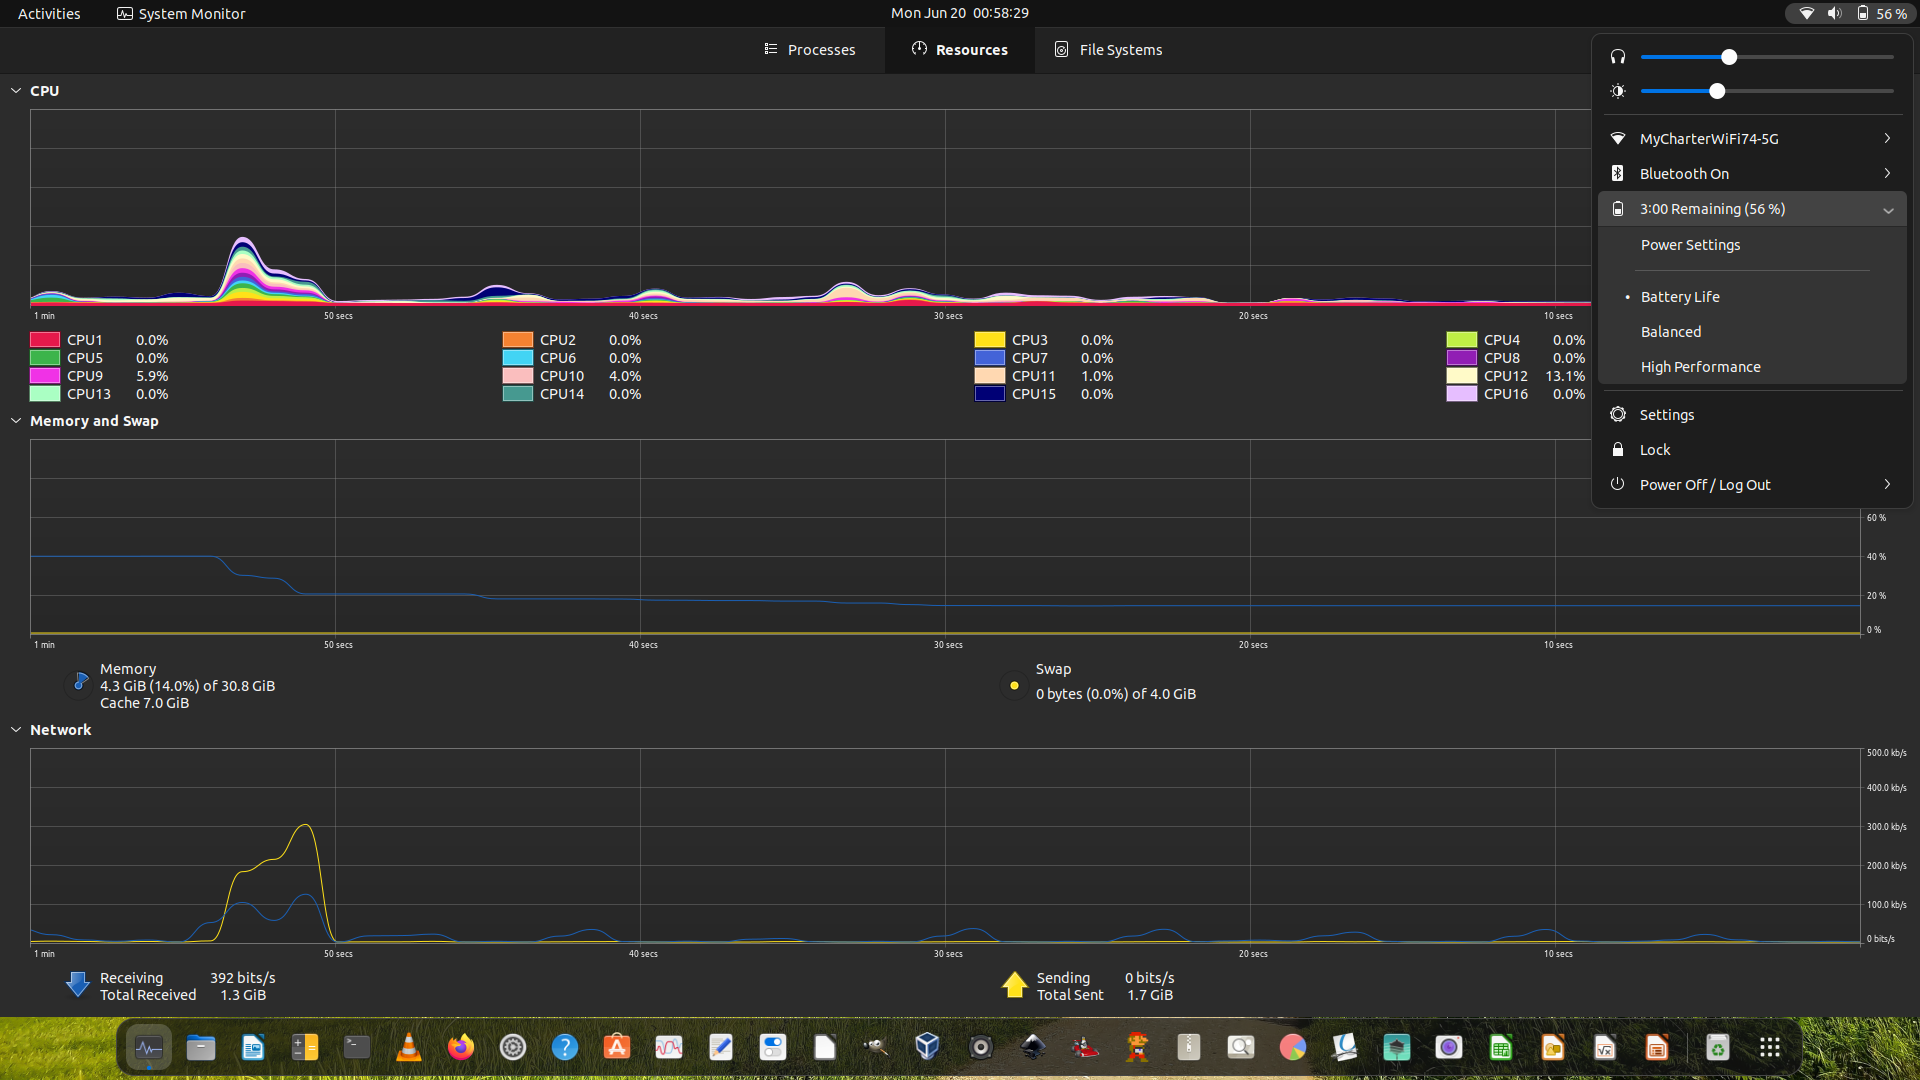 Activities System Monitor Mon Jun 20 00:58:29 56 %
Processes Resources File Systems
CPU
1 min 50 secs 40 secs 30 secs 20 secs 10 secs
CPU1 0.0% CPU2 0.0% CPU3 0.0% CPU4 0.0%
CPU5 0.0% CPU6 0.0% CPU7 0.0% CPU8 0.0%
CPU9 5.9% CPU10 4.0% CPU11 1.0% CPU12 13.1%
CPU13 0.0% CPU14 0.0% CPU15 0.0% CPU16 0.0%
MyCharterWiFi74-5G
Bluetooth On
3:00 Remaining (56 %)
Power Settings
• Battery Life
Balanced
High Performance
Settings
Lock
Power Off / Log Out
Memory and Swap
60 %
40 %
20 %
0 %
1 min 50 secs 40 secs 30 secs 20 secs 10 secs
Memory
4.3 GiB (14.0%) of 30.8 GiB
Cache 7.0 GiB
Swap
0 bytes (0.0%) of 4.0 GiB
Network
500.0 kb/s
400.0 kb/s
300.0 kb/s
200.0 kb/s
100.0 kb/s
0 bits/s
1 min 50 secs 40 secs 30 secs 20 secs 10 secs
Receiving 392 bits/s
Total Received 1.3 GiB
Sending 0 bits/s
Total Sent 1.7 GiB